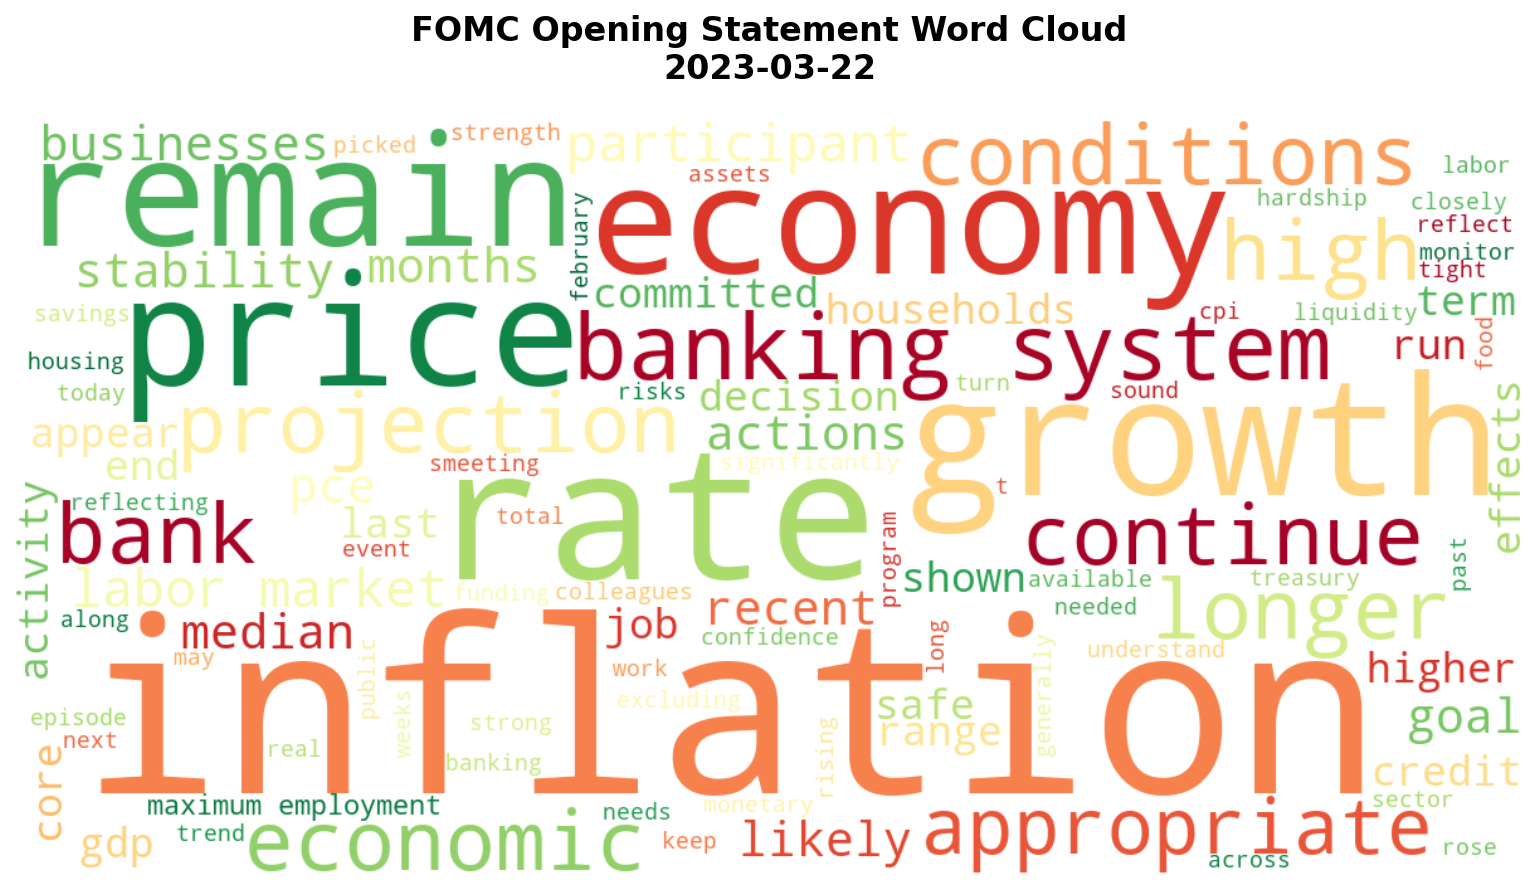 FOMC Opening Statement Word Cloud
2023-03-22
businesses
picked
strength
participant
conditions
labor
remain
assets
economy
hardship
closely
february
high
reflect
monitor
tight
stability
months
committed
households
term
savings
price
banking system
cpi
liquidity
run
food
housing
risks
today
projection
decision
turn
sound
growth
effects
appear
actions
end
smeeting
significantly
pce
rate
t
activity
reflecting
bank
last
total
event
program
continue
past
labor market
funding
colleagues
shown
available
treasury
needed
longer
along
median
job
recent
confidence
long
generally
understand
may
public
inflation
work
higher
episode
weeks
excluding
safe
goal
next
real
strong
range
core
banking
rising
credit
maximum employment
needs
monetary
sector
gdp
trend
economic
keep
likely
appropriate
across
rose